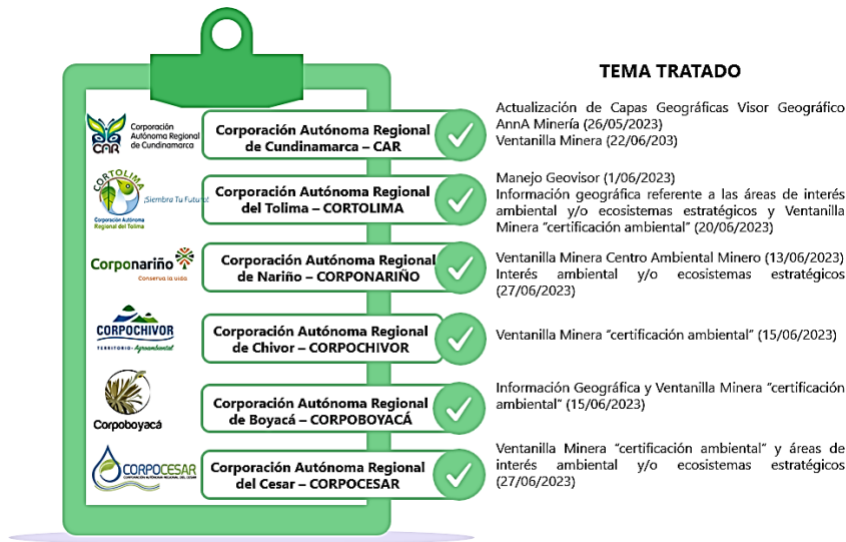 TEMA TRATADO
CAR
Corporación
Autónoma Regional
de Cundinamarca
Corporación Autónoma Regional
de Cundinamarca – CAR
Actualización de Capas Geográficas Visor Geográfico
AnnA Minería (26/05/2023)
Ventanilla Minera (22/06/203)
CORTOLIMA
¡Siembra Tu Futuro!
Corporación Autónoma
Regional del Tolima
Corporación Autónoma Regional
del Tolima – CORTOLIMA
Manejo Geovisor (1/06/2023)
Información geográfica referente a las áreas de interés
ambiental y/o ecosistemas estratégicos y Ventanilla
Minera “certificación ambiental” (20/06/2023)
Corponariño
Conserva la vida
Corporación Autónoma Regional
de Nariño – CORPONARIÑO
Ventanilla Minera Centro Ambiental Minero (13/06/2023)
Interés ambiental y/o ecosistemas estratégicos
(27/06/2023)
CORPOCHIVOR
TERRITORIO - Agroambiental
Corporación Autónoma Regional
de Chivor – CORPOCHIVOR
Ventanilla Minera “certificación ambiental” (15/06/2023)
Corpoboyacá
Corporación Autónoma Regional
de Boyacá – CORPOBOYACÁ
Información Geográfica y Ventanilla Minera “certificación
ambiental” (15/06/2023)
CORPOCESAR
CORPORACIÓN AUTÓNOMA REGIONAL DEL CESAR
Corporación Autónoma Regional
del Cesar – CORPOCESAR
Ventanilla Minera “certificación ambiental” y áreas de
interés ambiental y/o ecosistemas estratégicos
(27/06/2023)